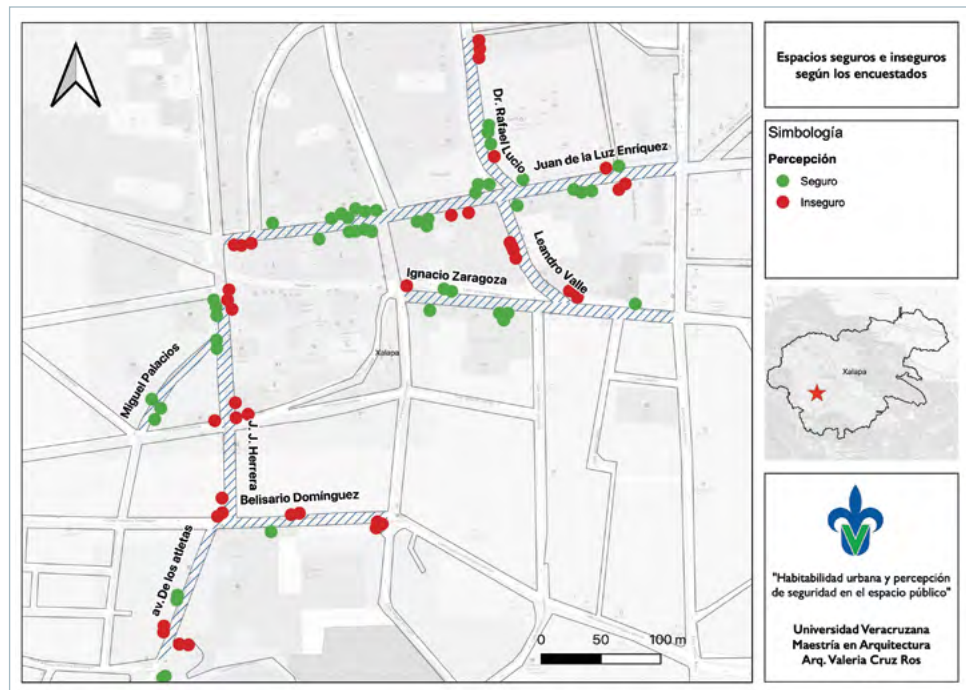 Espacios seguros e inseguros
según los encuestados
Simbología
Percepción
Seguro
Inseguro
Dr. Rafael Lucio
Juan de la Luz Enriquez
Leandro Valle
Ignacio Zaragoza
Xalapa
Miguel Palacios
J. J. Herrera
Belisario Domínguez
av. De los atletas
0 50 100 m
Xalapa
"Habitabilidad urbana y percepción
de seguridad en el espacio público"
Universidad Veracruzana
Maestría en Arquitectura
Arq. Valeria Cruz Ros